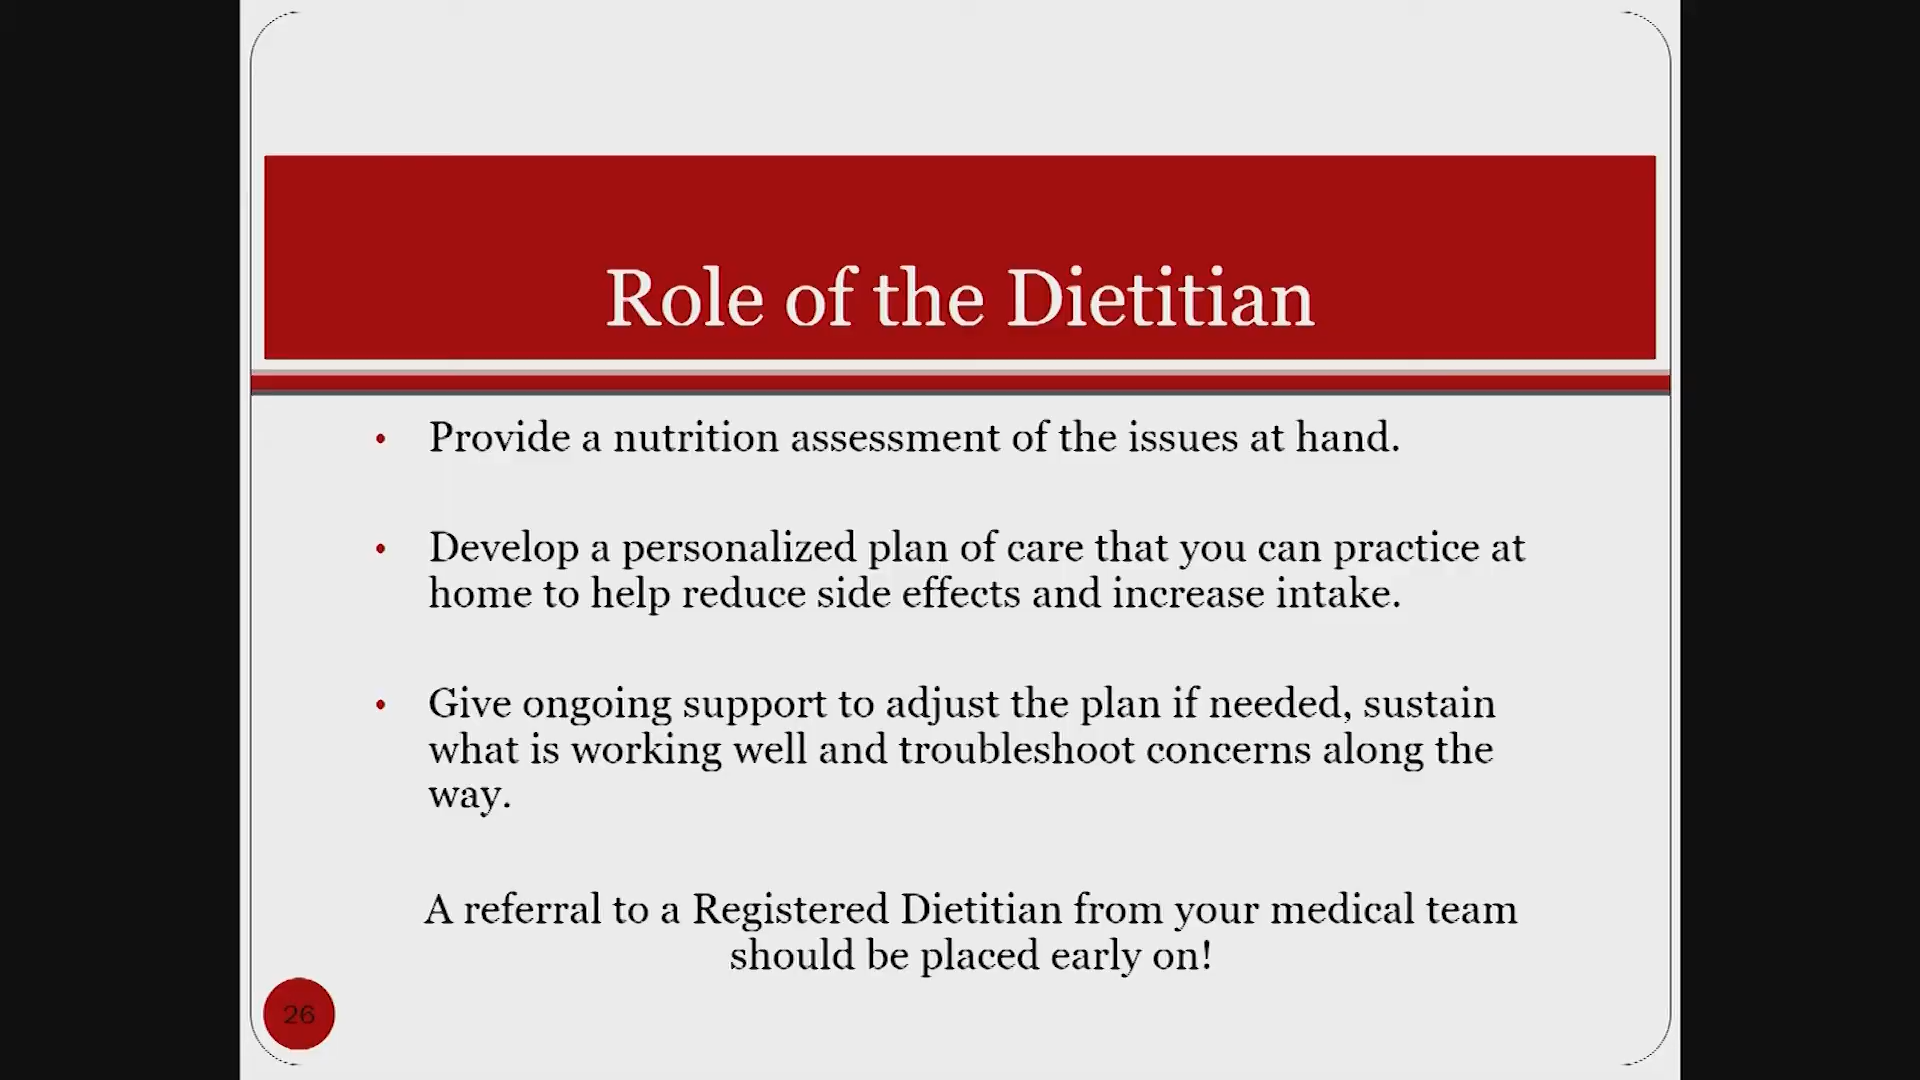 Role of the Dietitian
• Provide a nutrition assessment of the issues at hand.
• Develop a personalized plan of care that you can practice at
home to help reduce side effects and increase intake.
• Give ongoing support to adjust the plan if needed, sustain
what is working well and troubleshoot concerns along the
way.
A referral to a Registered Dietitian from your medical team
should be placed early on!
26